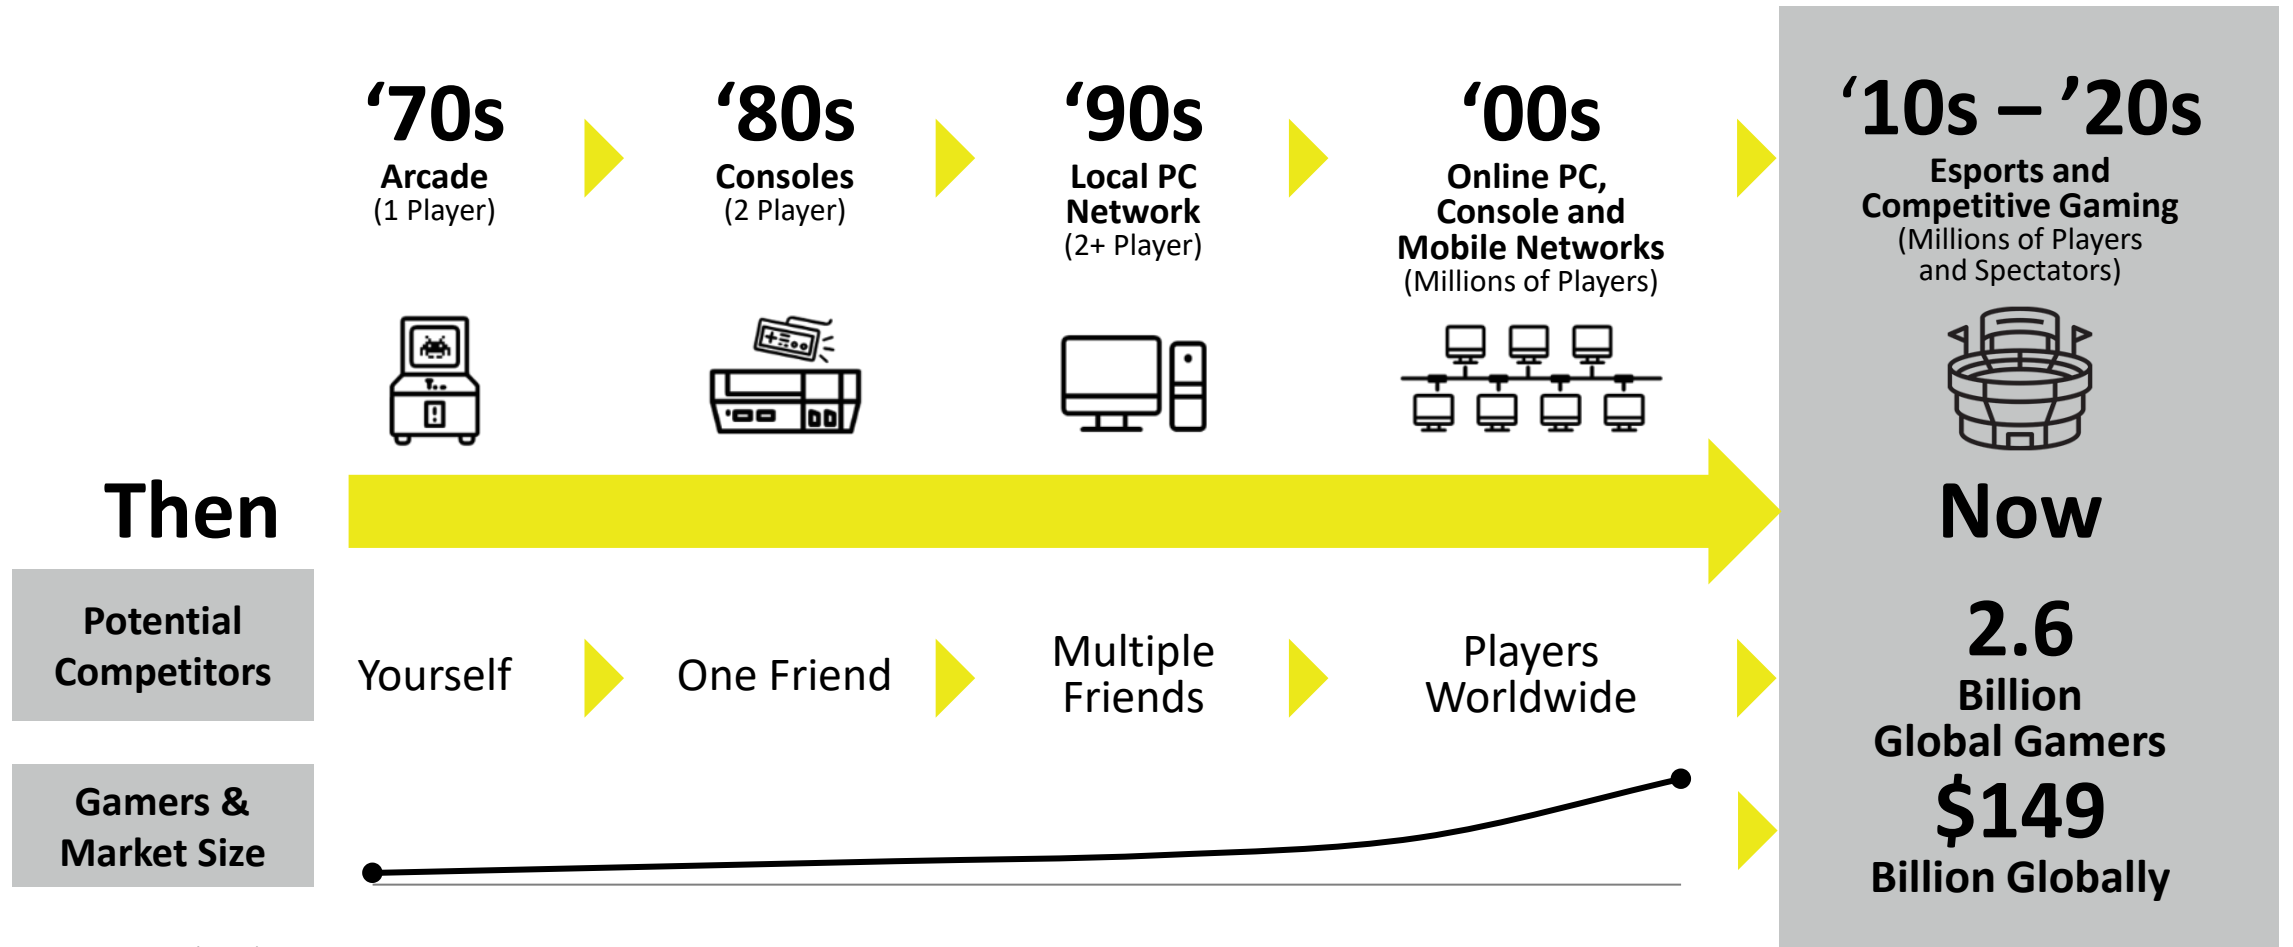 ‘70s
Arcade
(1 Player)
‘80s
Consoles
(2 Player)
‘90s
Local PC
Network
(2+ Player)
‘00s
Online PC,
Console and
Mobile Networks
(Millions of Players)
‘10s – ’20s
Esports and
Competitive Gaming
(Millions of Players
and Spectators)
Then
Now
Potential
Competitors
Yourself
One Friend
Multiple
Friends
Players
Worldwide
2.6
Billion
Global Gamers
Gamers &
Market Size
$149
Billion Globally